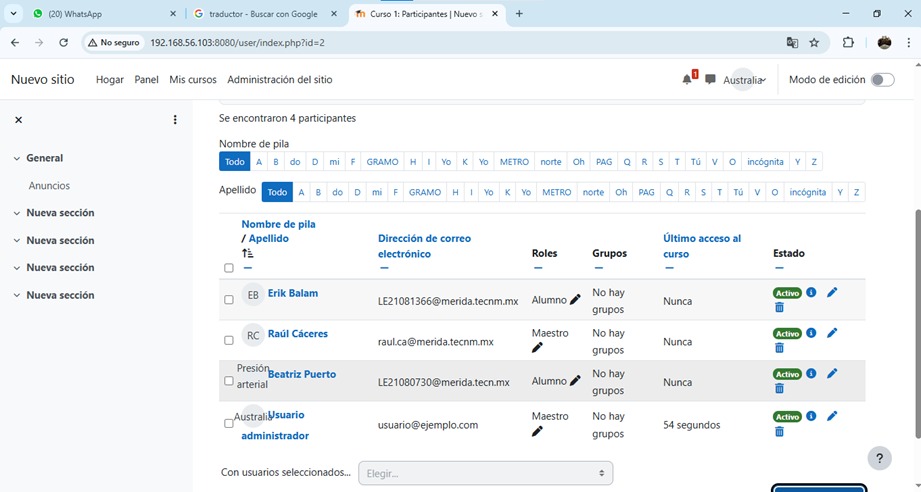 (20) WhatsApp
traductor - Buscar con Google
Curso 1: Participantes | Nuevo s
No seguro 192.168.56.103:8080/user/index.php?id=2
Nuevo sitio Hogar Panel Mis cursos Administración del sitio 1 Australia Modo de edición
General
Anuncios
Nueva sección
Nueva sección
Nueva sección
Nueva sección
Se encontraron 4 participantes
Nombre de pila
Todo A B do D mi F GRAMO H I Yo K Yo METRO norte Oh PAG Q R S T Tú V O incógnita Y Z
Apellido Todo A B do D mi F GRAMO H I Yo K Yo METRO norte Oh PAG Q R S T Tú V O incógnita Y Z
Nombre de pila
/ Apellido
Dirección de correo
electrónico
Roles
Grupos
Último acceso al
curso
Estado
EB Erik Balam LE21081366@merida.tecnm.mx Alumno No hay
grupos Nunca Activo
RC Raúl Cáceres raul.ca@merida.tecnm.mx Maestro No hay
grupos Nunca Activo
Presión
arterial Beatriz Puerto LE21080730@merida.tecn.mx Alumno No hay
grupos Nunca Activo
Australia Usuario
administrador usuario@ejemplo.com Maestro No hay
grupos 54 segundos Activo
Con usuarios seleccionados... Elegir...
?